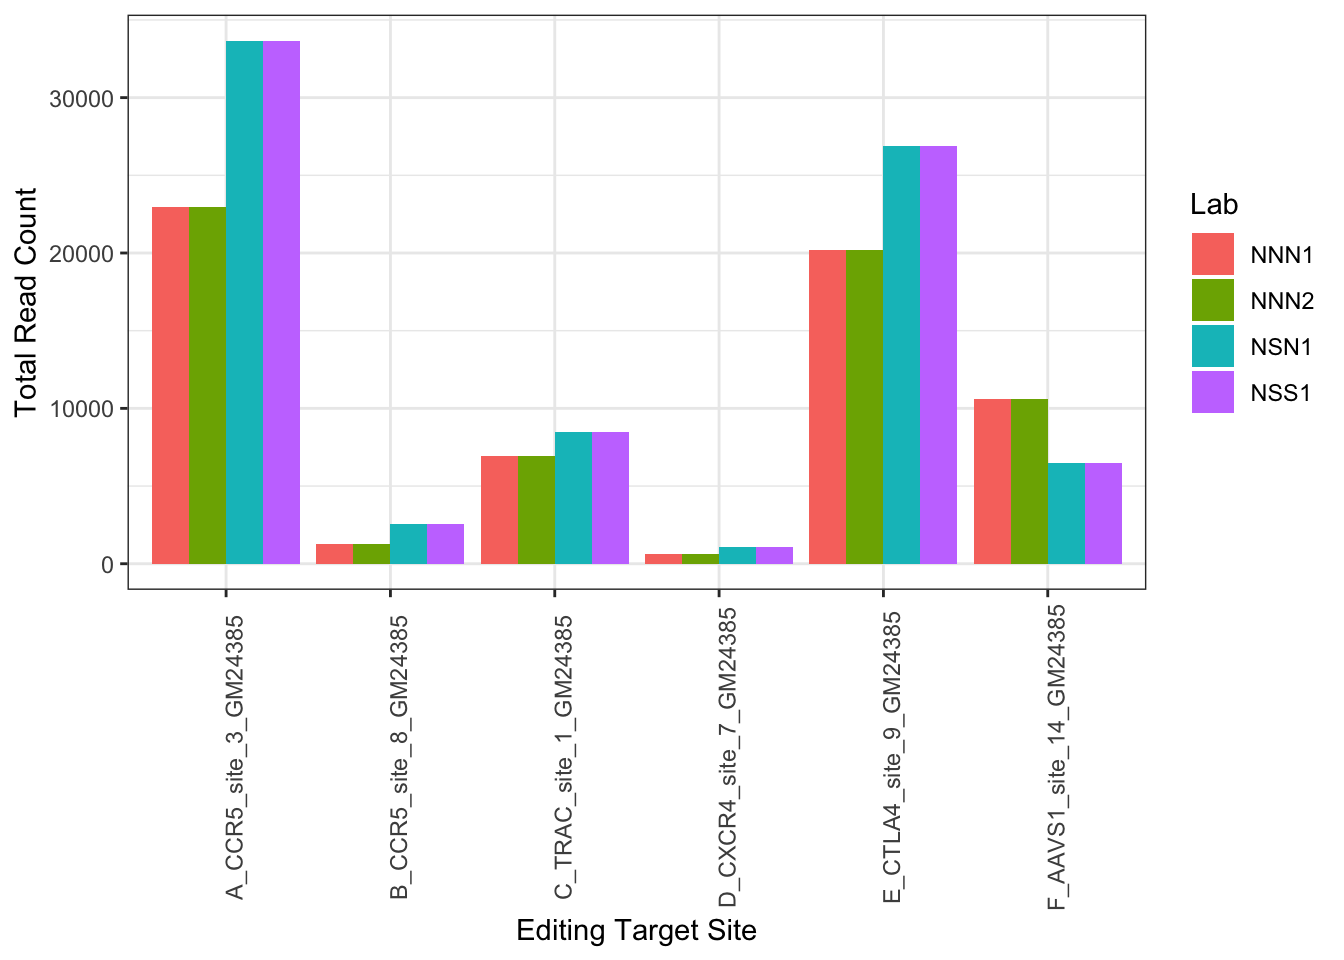 Total Read Count
30000
20000
10000
0
A_CCR5_site_3_GM24385
B_CCR5_site_8_GM24385
C_TRAC_site_1_GM24385
D_CXCR4_site_7_GM24385
E_CTLA4_site_9_GM24385
F_AAVS1_site_14_GM24385
Editing Target Site
Lab
NNN1
NNN2
NSN1
NSS1